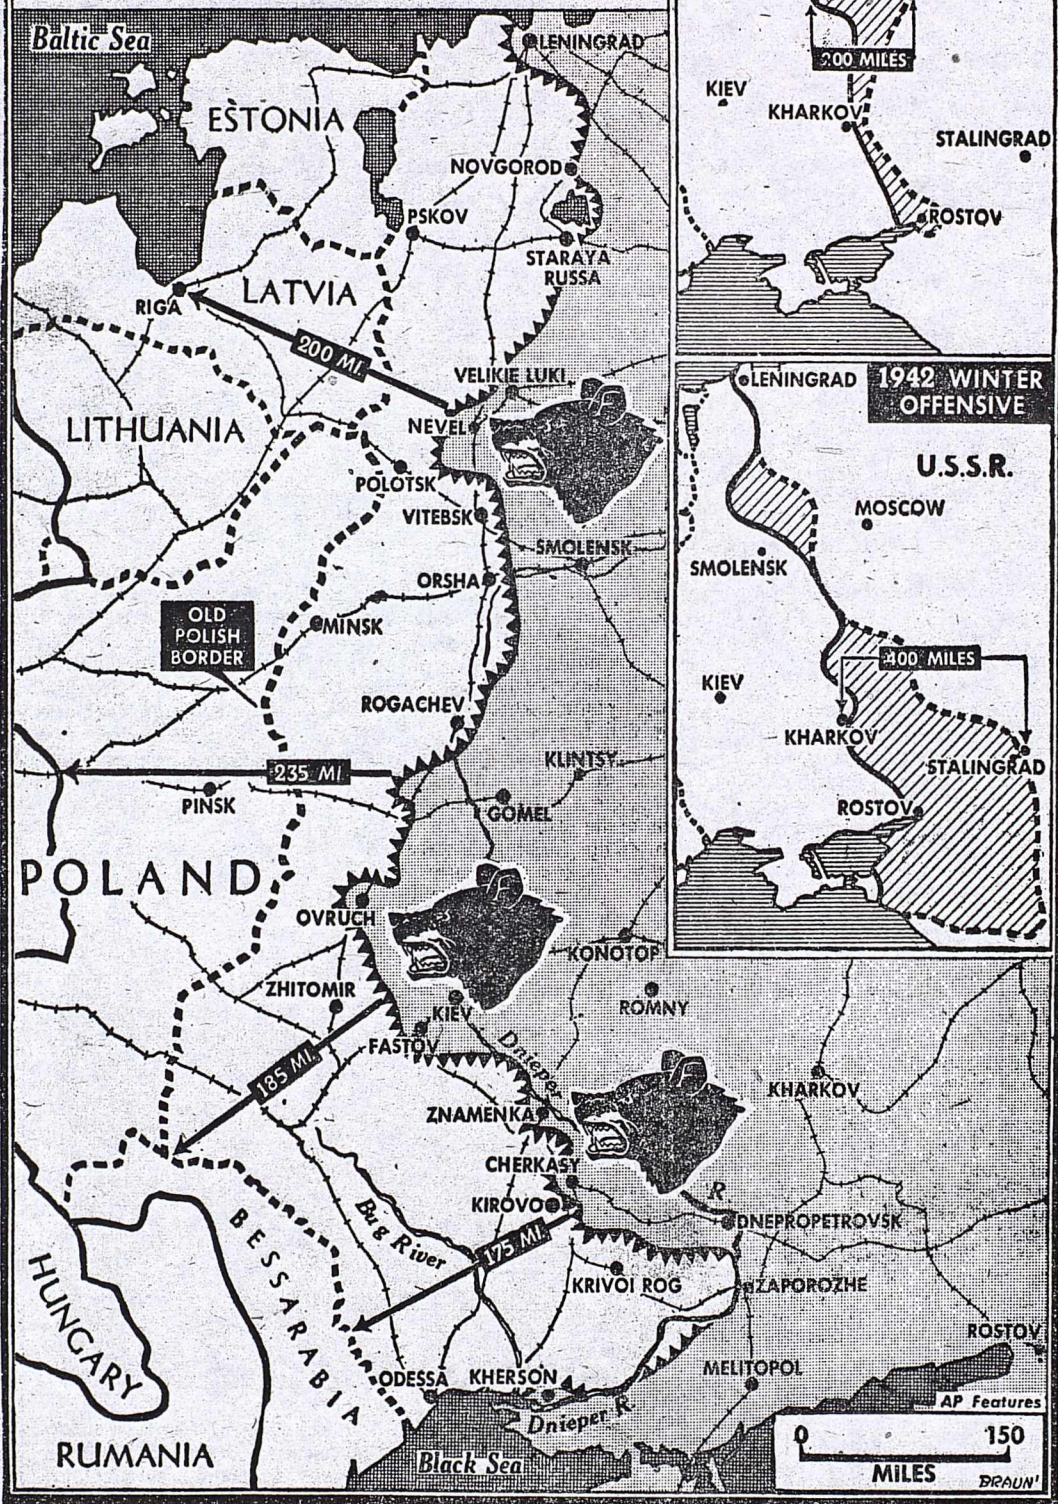 Baltic Sea
LENINGRAD
ESTONIA
NOVGOROD
PSKOV
STARAYA
RUSSA
LATVIA
RIGA
200 MI.
VELIKIE LUKI
NEVEL
LITHUANIA
POLOTSK
VITEBSK
SMOLENSK
ORSHA
OLD
POLISH
BORDER
MINSK
ROGACHEV
KLINTSY
235 MI.
PINSK
GOMEL
POLAND
OVRUCH
KONOTOP
ZHITOMIR
KIEV
ROMNY
FASTOV
Dnieper
185 MI.
KHARKOV
ZNAMENKA
CHERKASY
R.
KIROVO
DNEPROPETROVSK
BESSARABIA
Bug River
175 MI.
KRIVOI ROG
ZAPOROZHE
HUNGARY
ROSTOV
ODESSA
KHERSON
MELITOPOL
Dnieper R.
AP Features
RUMANIA
Black Sea
0 150
MILES
BRAUN'
200 MILES
KIEV
KHARKOV
STALINGRAD
ROSTOV
LENINGRAD
1942 WINTER
OFFENSIVE
U.S.S.R.
MOSCOW
SMOLENSK
400 MILES
KIEV
KHARKOV
STALINGRAD
ROSTOV